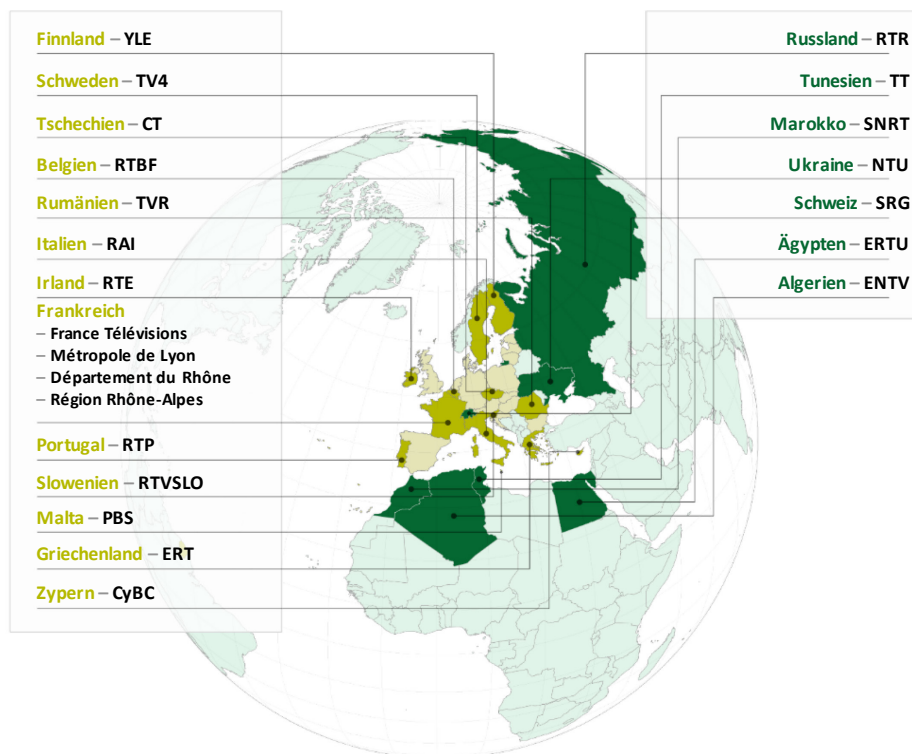 Finnland – YLE
Schweden – TV4
Tschechien – CT
Belgien – RTBF
Rumänien – TVR
Italien – RAI
Irland – RTE
Frankreich
– France Télévisions
– Métropole de Lyon
– Département du Rhône
– Région Rhône-Alpes
Portugal – RTP
Slowenien – RTVSLO
Malta – PBS
Griechenland – ERT
Zypern – CyBC
Russland – RTR
Tunesien – TT
Marokko – SNRT
Ukraine – NTU
Schweiz – SRG
Ägypten – ERTU
Algerien – ENTV